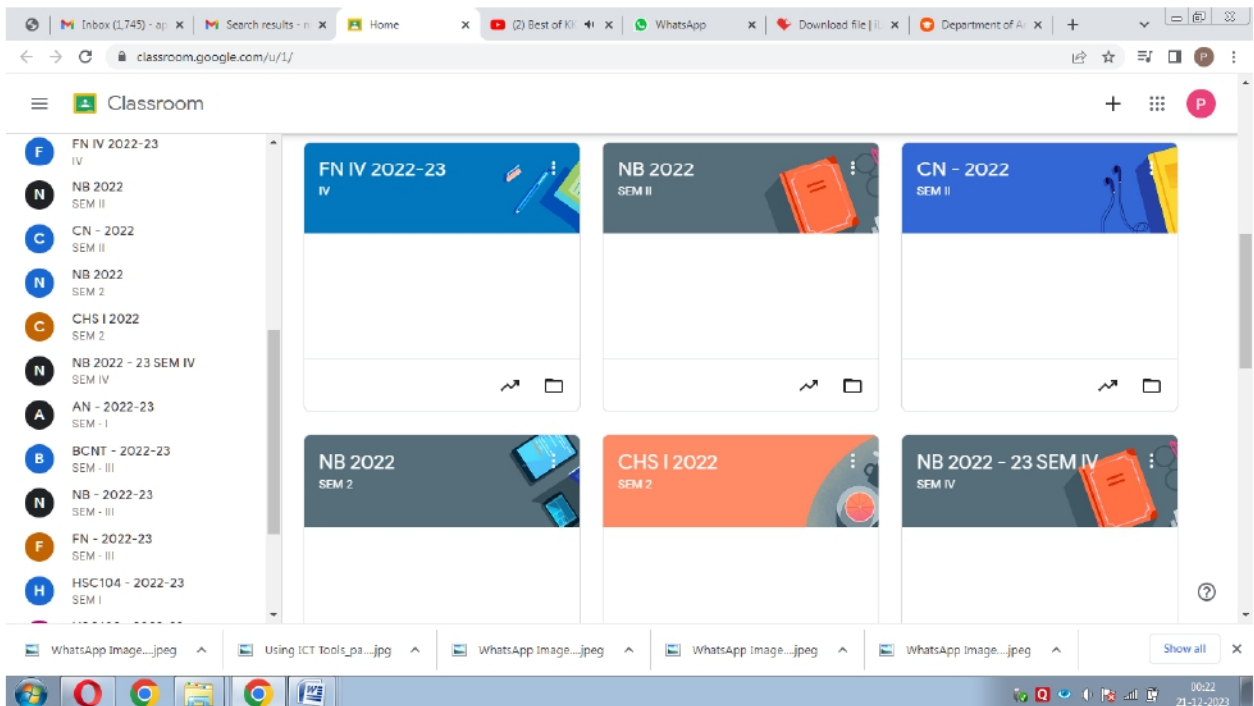 Inbox (1,745) - ap
Search results - n
Home
(2) Best of KK
WhatsApp
Download file | iL
Department of Ar
classroom.google.com/u/1/
P
Classroom
P
F
FN IV 2022-23
IV
N
NB 2022
SEM II
C
CN - 2022
SEM II
N
NB 2022
SEM 2
C
CHS I 2022
SEM 2
N
NB 2022 - 23 SEM IV
SEM IV
A
AN - 2022-23
SEM - I
B
BCNT - 2022-23
SEM - III
N
NB - 2022-23
SEM - III
F
FN - 2022-23
SEM - III
H
HSC104 - 2022-23
SEM I
FN IV 2022-23
IV
NB 2022
SEM II
CN - 2022
SEM II
NB 2022
SEM 2
CHS I 2022
SEM 2
NB 2022 - 23 SEM IV
SEM IV
WhatsApp Image....jpeg
Using ICT Tools_pa....jpg
WhatsApp Image....jpeg
WhatsApp Image....jpeg
WhatsApp Image....jpeg
Show all
00:22
21-12-2023